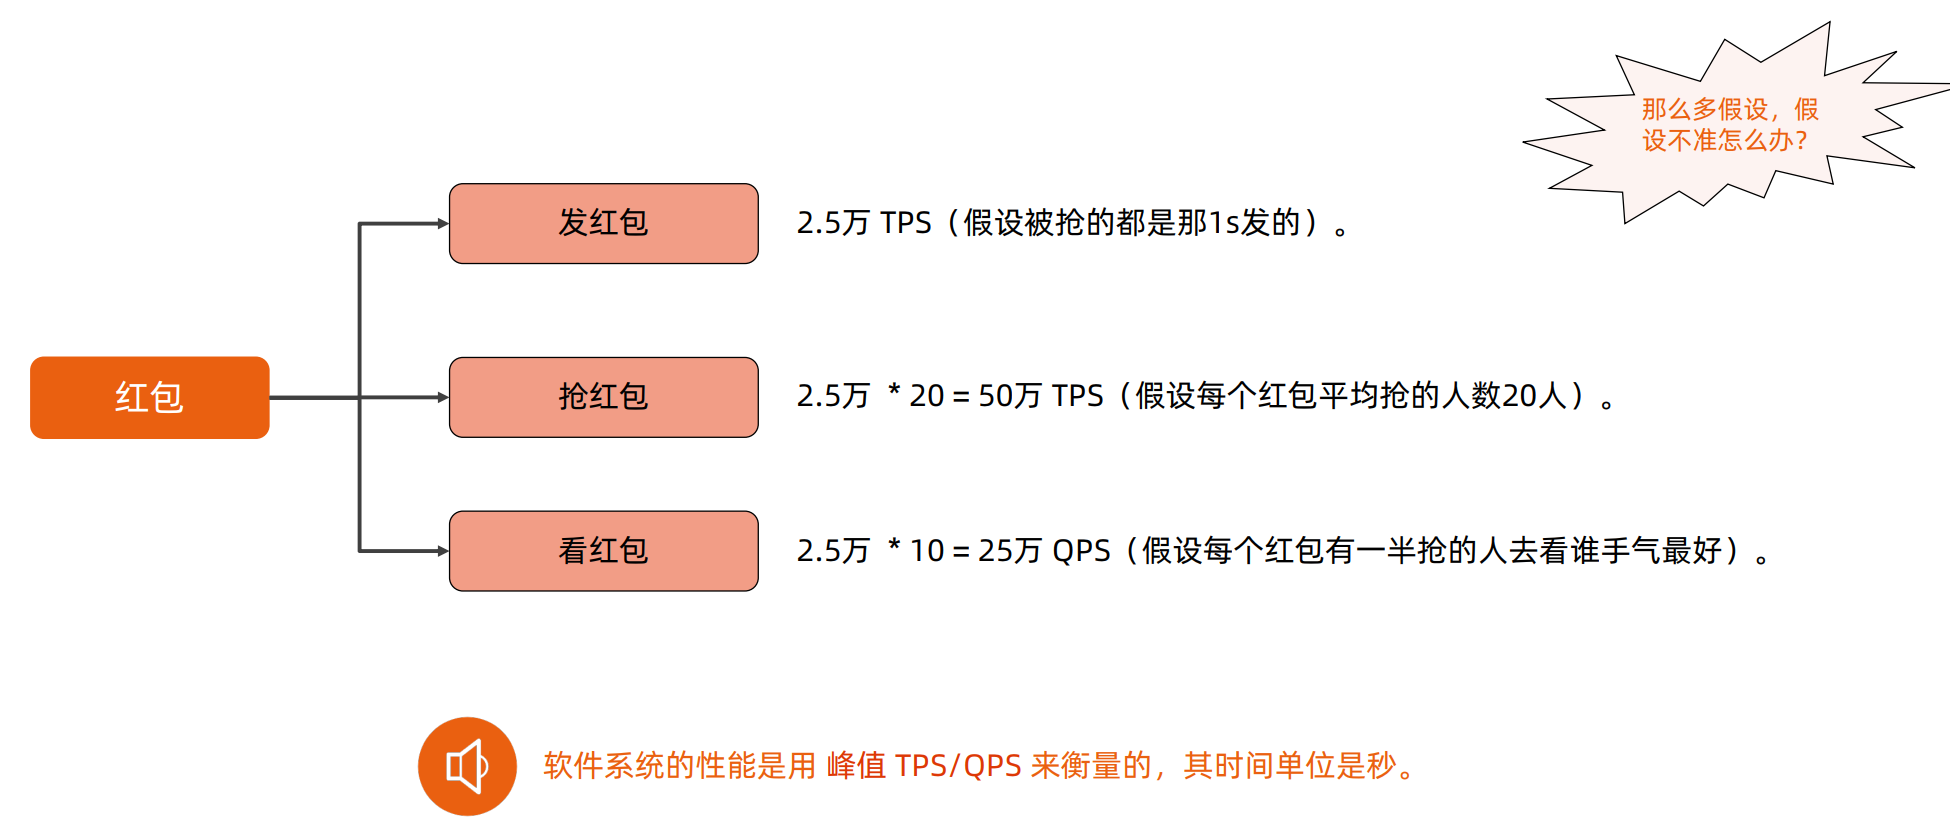 那么多假设，假
设不准怎么办?
发红包
2.5万 TPS（假设被抢的都是那1s发的）。
红包
抢红包
2.5万 * 20 = 50万 TPS（假设每个红包平均抢的人数20人）。
看红包
2.5万 * 10 = 25万 QPS（假设每个红包有一半抢的人去看谁手气最好）。
软件系统的性能是用 峰值 TPS/QPS 来衡量的，其时间单位是秒。